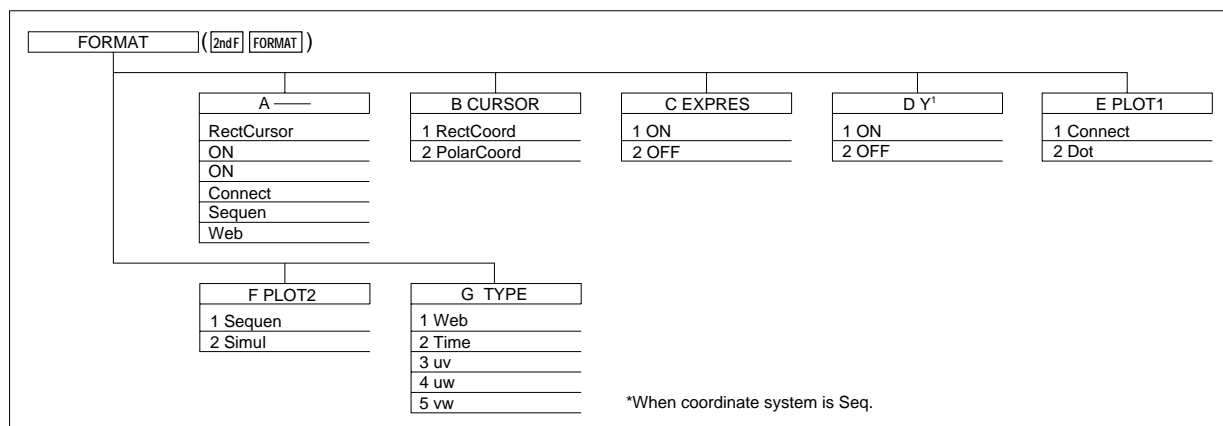 FORMAT (2ndF FORMAT)
A —— B CURSOR C EXPRES D Y¹ E PLOT1
RectCursor
ON
ON
Connect
Sequen
Web
1 RectCoord
2 PolarCoord
1 ON
2 OFF
1 ON
2 OFF
1 Connect
2 Dot
F PLOT2
1 Sequen
2 Simul
G TYPE
1 Web
2 Time
3 uv
4 uw
5 vw
*When coordinate system is Seq.